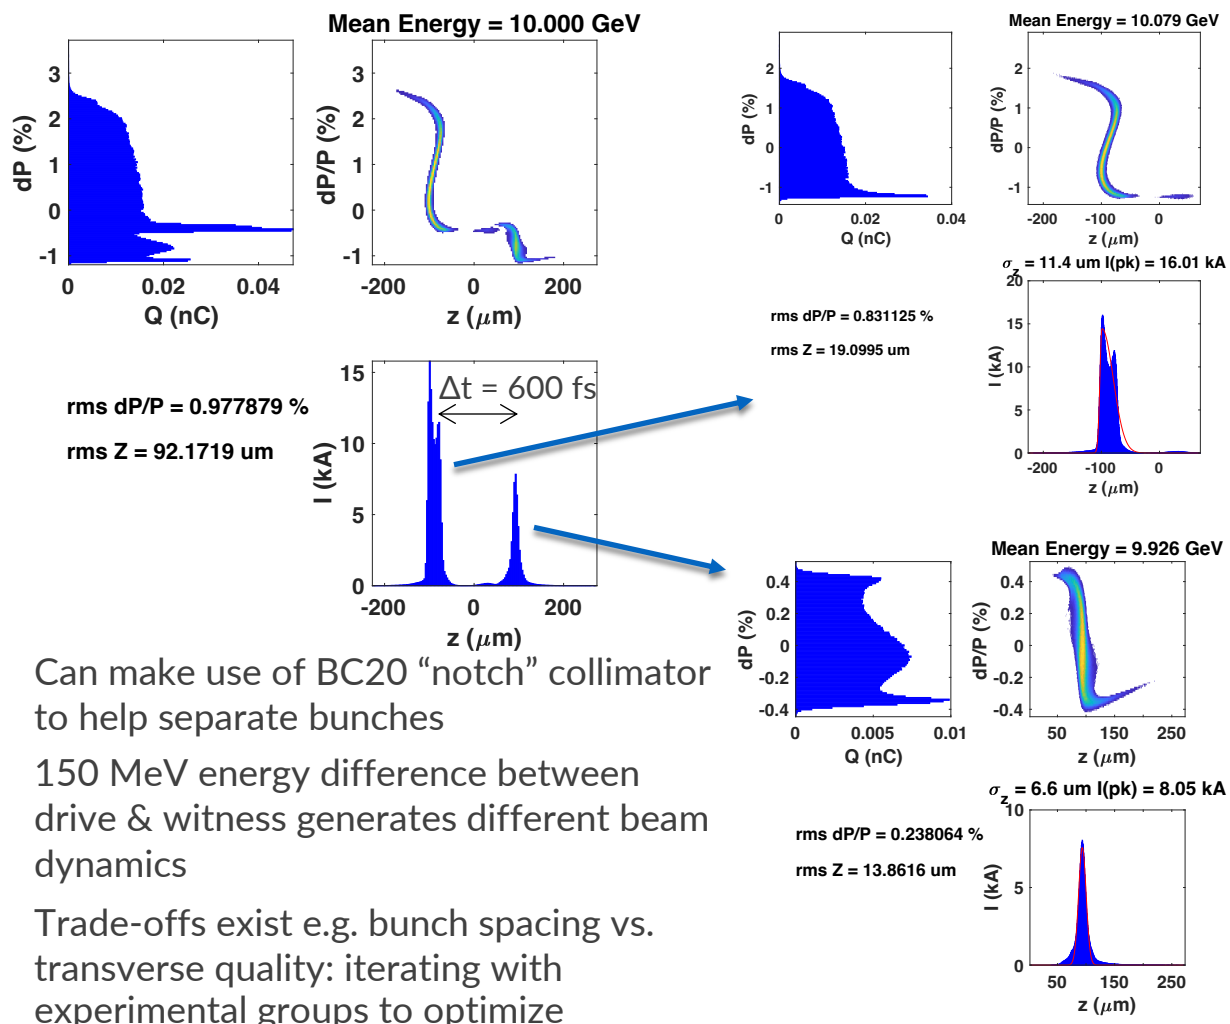 Mean Energy = 10.000 GeV
dP (%)
3
2
1
0
-1
0
0.02
0.04
Q (nC)
dP/P (%)
3
2
1
0
-1
-200
0
200
z (μm)
rms dP/P = 0.977879 %
rms Z = 92.1719 um
Δt = 600 fs
I (kA)
15
10
5
0
-200
0
200
z (μm)
Mean Energy = 10.079 GeV
dP (%)
2
1
0
-1
0
0.02
0.04
Q (nC)
dP/P (%)
2
1
0
-1
-200
-100
0
z (μm)
σz = 11.4 um I(pk) = 16.01 kA
rms dP/P = 0.831125 %
rms Z = 19.0995 um
I (kA)
20
15
10
5
0
-200
-100
0
z (μm)
Mean Energy = 9.926 GeV
dP (%)
0.4
0.2
0
-0.2
-0.4
0
0.005
0.01
Q (nC)
dP/P (%)
0.4
0.2
0
-0.2
-0.4
50
150
250
z (μm)
σz = 6.6 um I(pk) = 8.05 kA
rms dP/P = 0.238064 %
rms Z = 13.8616 um
I (kA)
10
5
0
50
150
250
z (μm)
Can make use of BC20 “notch” collimator
to help separate bunches
150 MeV energy difference between
drive & witness generates different beam
dynamics
Trade-offs exist e.g. bunch spacing vs.
transverse quality: iterating with
experimental groups to optimize